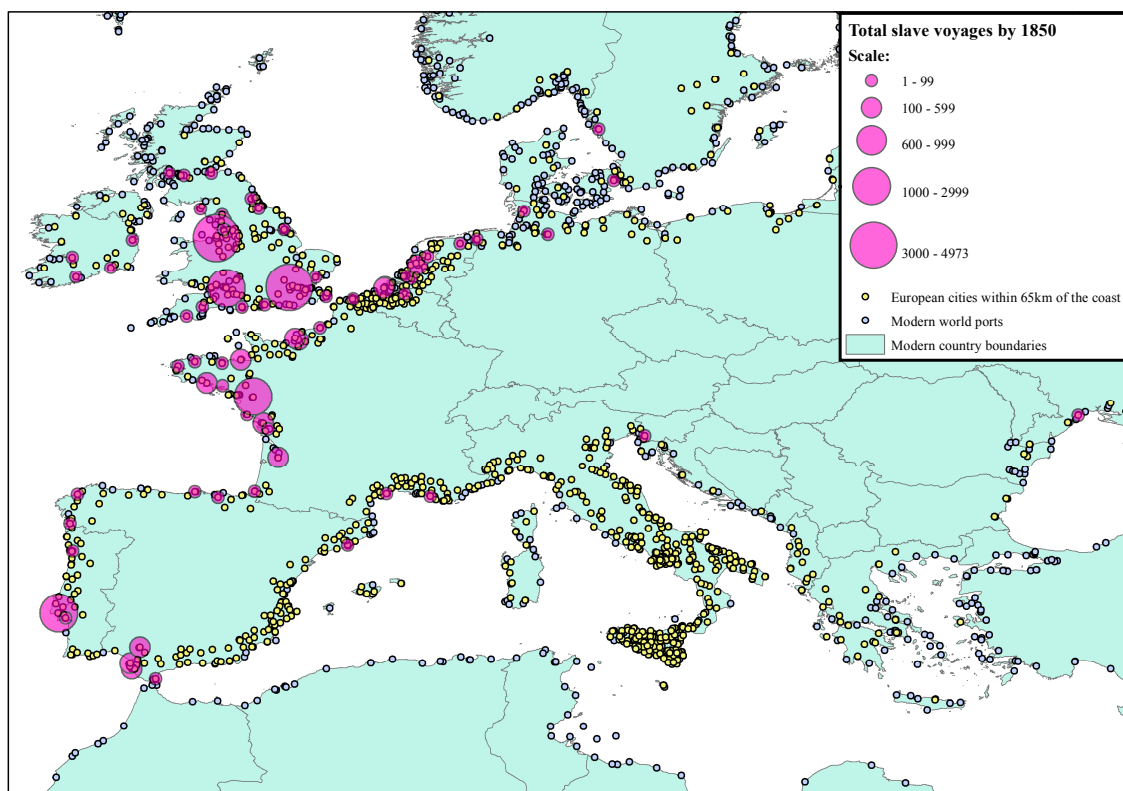 Total slave voyages by 1850
Scale:
1 - 99
100 - 599
600 - 999
1000 - 2999
3000 - 4973
European cities within 65km of the coast
Modern world ports
Modern country boundaries